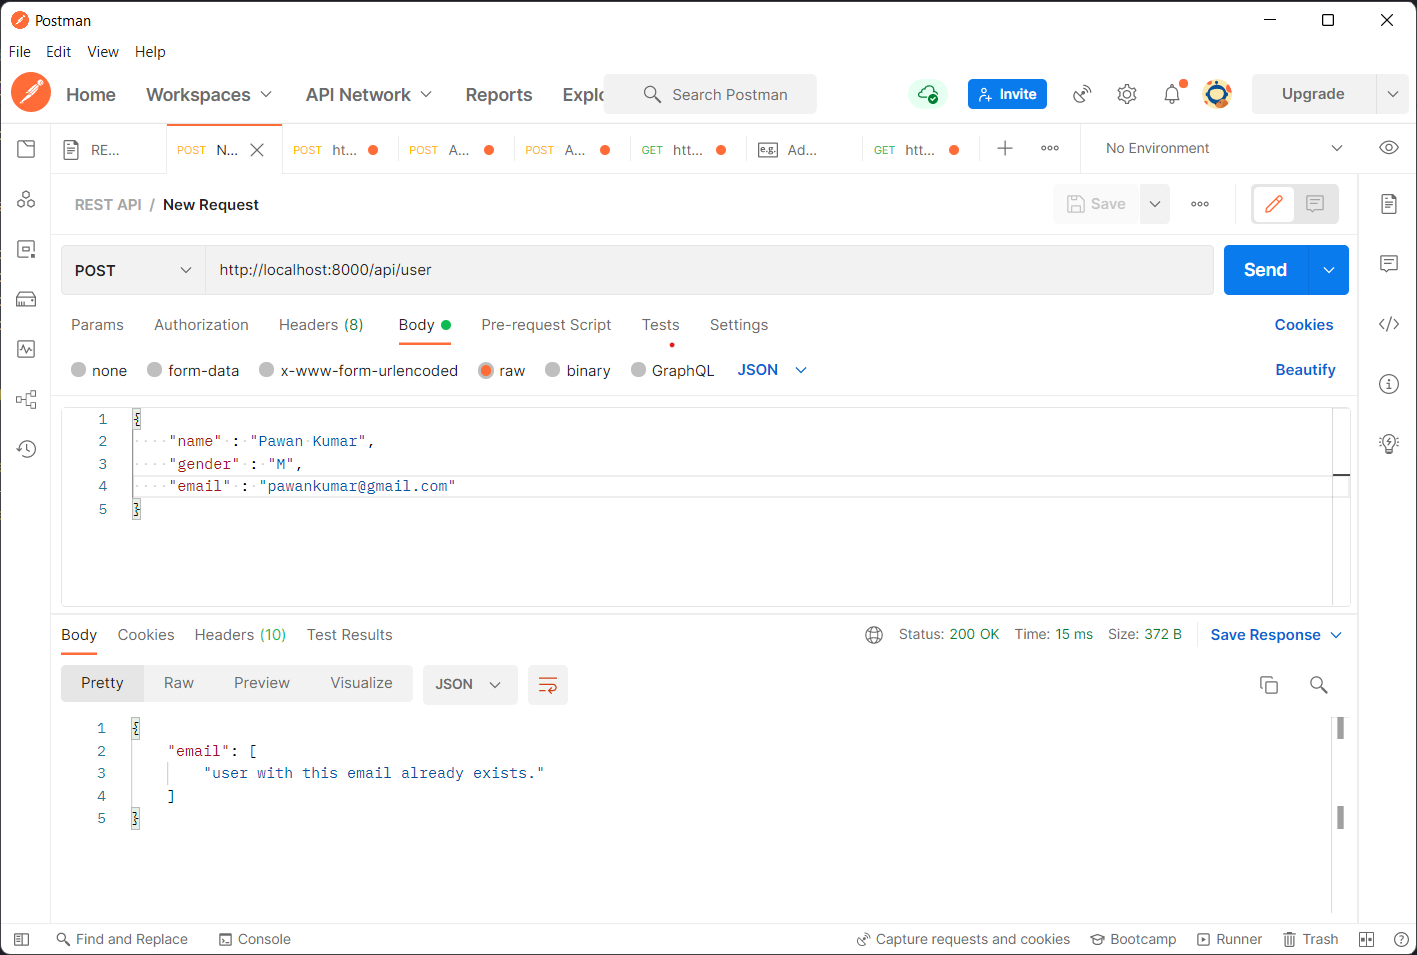 Postman
File Edit View Help
Home Workspaces API Network Reports Explo Search Postman Invite Upgrade
RE... POST N... POST ht... POST A... POST A... GET htt... e.g. Ad... GET htt... No Environment
REST API / New Request Save
POST http://localhost:8000/api/user Send
Params Authorization Headers (8) Body Pre-request Script Tests Settings Cookies
none form-data x-www-form-urlencoded raw binary GraphQL JSON Beautify
1 {
2 "name" : "Pawan Kumar",
3 "gender" : "M",
4 "email" : "pawankumar@gmail.com"
5 }
Body Cookies Headers (10) Test Results Status: 200 OK Time: 15 ms Size: 372 B Save Response
Pretty Raw Preview Visualize JSON
1 {
2 "email": [
3 "user with this email already exists."
4 ]
5 }
Find and Replace Console Capture requests and cookies Bootcamp Runner Trash